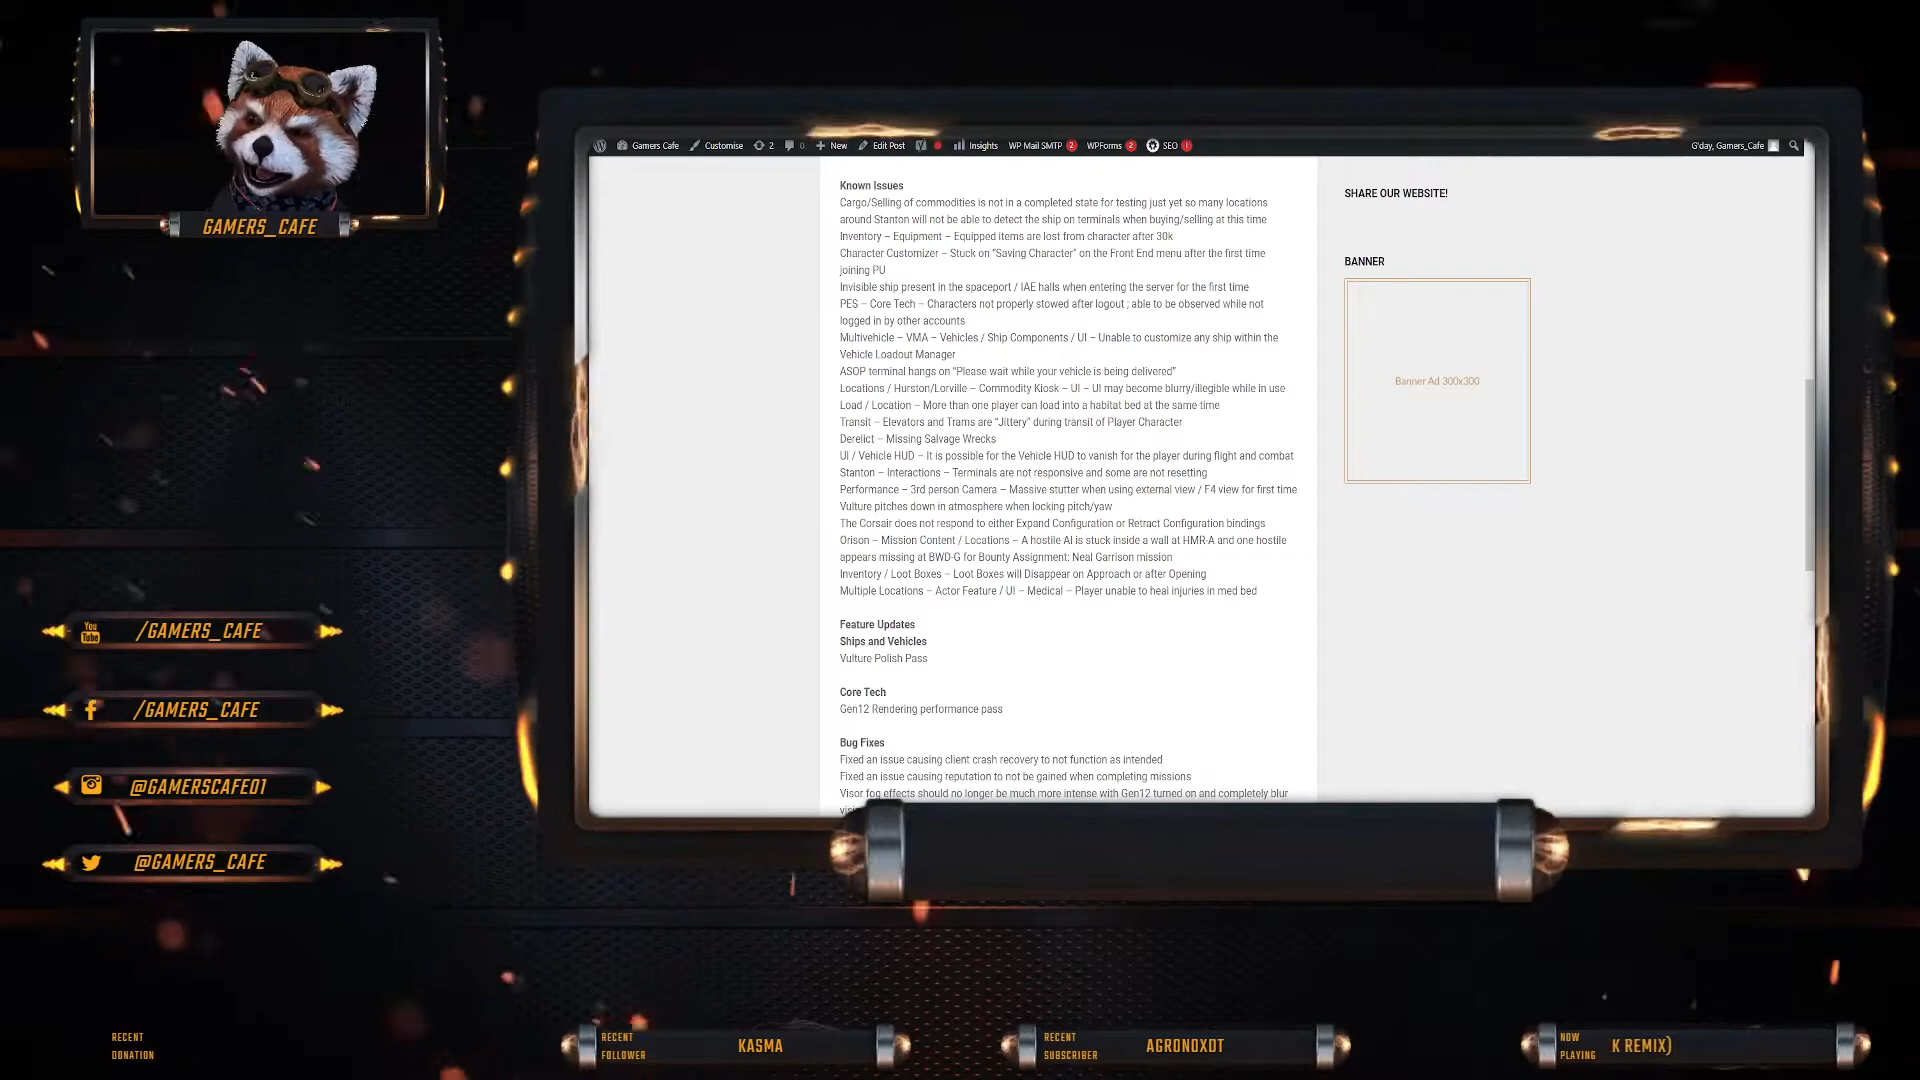 GAMERS_CAFE
Gamers Cafe Customise 2 0 New Edit Post Insights WP Mail SMTP 2 WPForms 2 SEO ! G'day, Gamers_Cafe
Known Issues
Cargo/Selling of commodities is not in a completed state for testing just yet so many locations
around Stanton will not be able to detect the ship on terminals when buying/selling at this time
Inventory – Equipment – Equipped items are lost from character after 30k
Character Customizer – Stuck on “Saving Character” on the Front End menu after the first time
joining PU
Invisible ship present in the spaceport / IAE halls when entering the server for the first time
PES – Core Tech – Characters not properly stowed after logout ; able to be observed while not
logged in by other accounts
Multivehicle – VMA – Vehicles / Ship Components / UI – Unable to customize any ship within the
Vehicle Loadout Manager
ASOP terminal hangs on “Please wait while your vehicle is being delivered”
Locations / Hurston/Lorville – Commodity Kiosk – UI – UI may become blurry/illegible while in use
Load / Location – More than one player can load into a habitat bed at the same time
Transit – Elevators and Trams are “Jittery” during transit of Player Character
Derelict – Missing Salvage Wrecks
UI / Vehicle HUD – It is possible for the Vehicle HUD to vanish for the player during flight and combat
Stanton – Interactions – Terminals are not responsive and some are not resetting
Performance – 3rd person Camera – Massive stutter when using external view / F4 view for first time
Vulture pitches down in atmosphere when locking pitch/yaw
The Corsair does not respond to either Expand Configuration or Retract Configuration bindings
Orison – Mission Content / Locations – A hostile AI is stuck inside a wall at HMR-A and one hostile
appears missing at BWD-G for Bounty Assignment: Neal Garrison mission
Inventory / Loot Boxes – Loot Boxes will Disappear on Approach or after Opening
Multiple Locations – Actor Feature / UI – Medical – Player unable to heal injuries in med bed
Feature Updates
Ships and Vehicles
Vulture Polish Pass
Core Tech
Gen12 Rendering performance pass
Bug Fixes
Fixed an issue causing client crash recovery to not function as intended
Fixed an issue causing reputation to not be gained when completing missions
Visor fog effects should no longer be much more intense with Gen12 turned on and completely blur
SHARE OUR WEBSITE!
BANNER
Banner Ad 300x300
You Tube /GAMERS_CAFE
/GAMERS_CAFE
@GAMERSCAFE01
@GAMERS_CAFE
RECENT
DONATION
RECENT
FOLLOWER
KASMA
RECENT
SUBSCRIBER
AGRONOXDT
NOW
PLAYING
K REMIX)